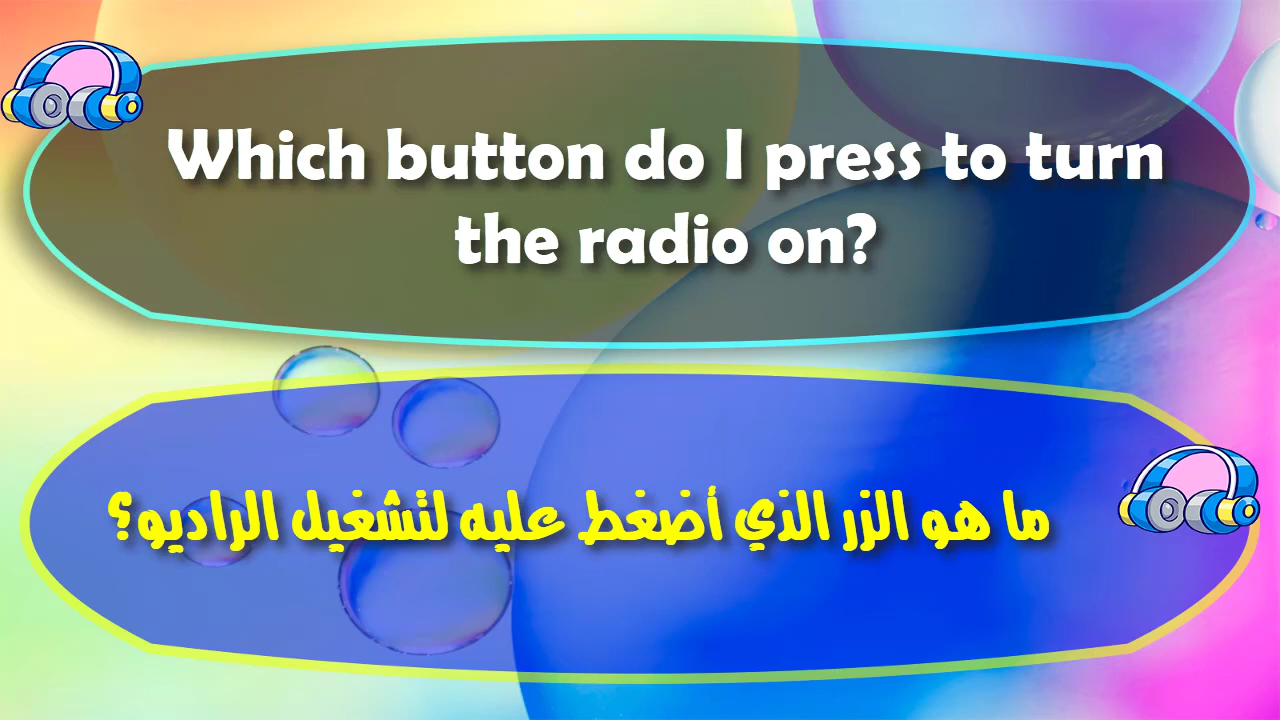 Which button do I press to turn
the radio on?
ما هو الزر الذي أضغط عليه لتشغيل الراديو؟